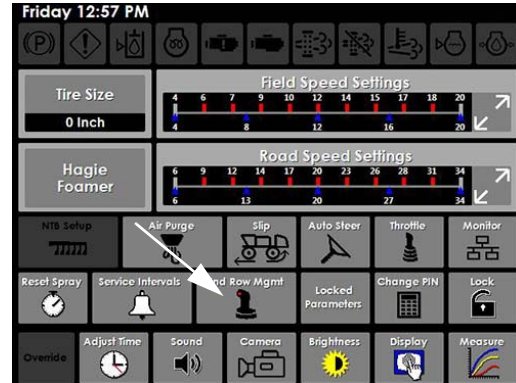 Friday 12:57 PM
(P)
Tire Size
0 Inch
Field Speed Settings
4 6 7 9 10 12 14 15 17 18 20
4 8 12 16 20
Hagie
Foamer
Road Speed Settings
6 9 12 14 17 20 23 26 28 31 34
6 13 20 27 34
NTB Setup Air Purge Slip Auto Steer Throttle Monitor
Reset Spray Service Intervals nd Row Mgmt Locked
Parameters Change PIN Lock
Override Adjust Time Sound Camera Brightness Display Measure